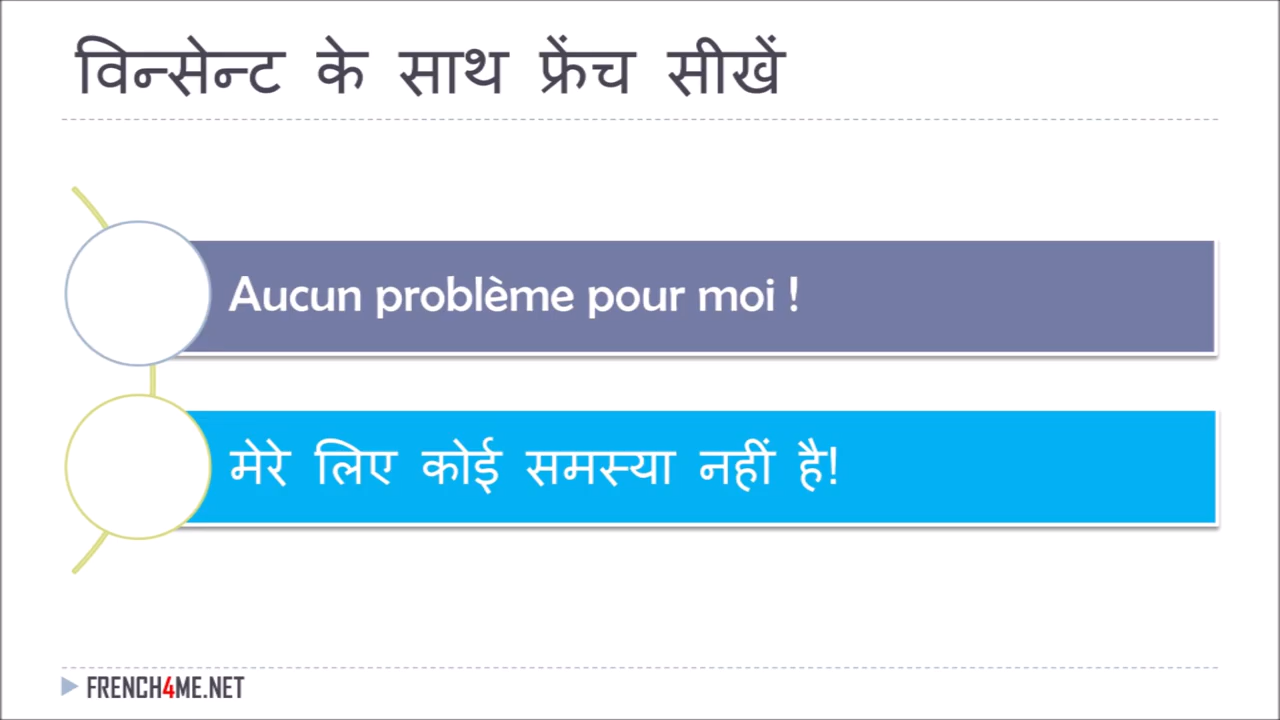 विन्सेन्ट के साथ फ्रेंच सीखें
Aucun problème pour moi !
मेरे लिए कोई समस्या नहीं है!
FRENCH4ME.NET